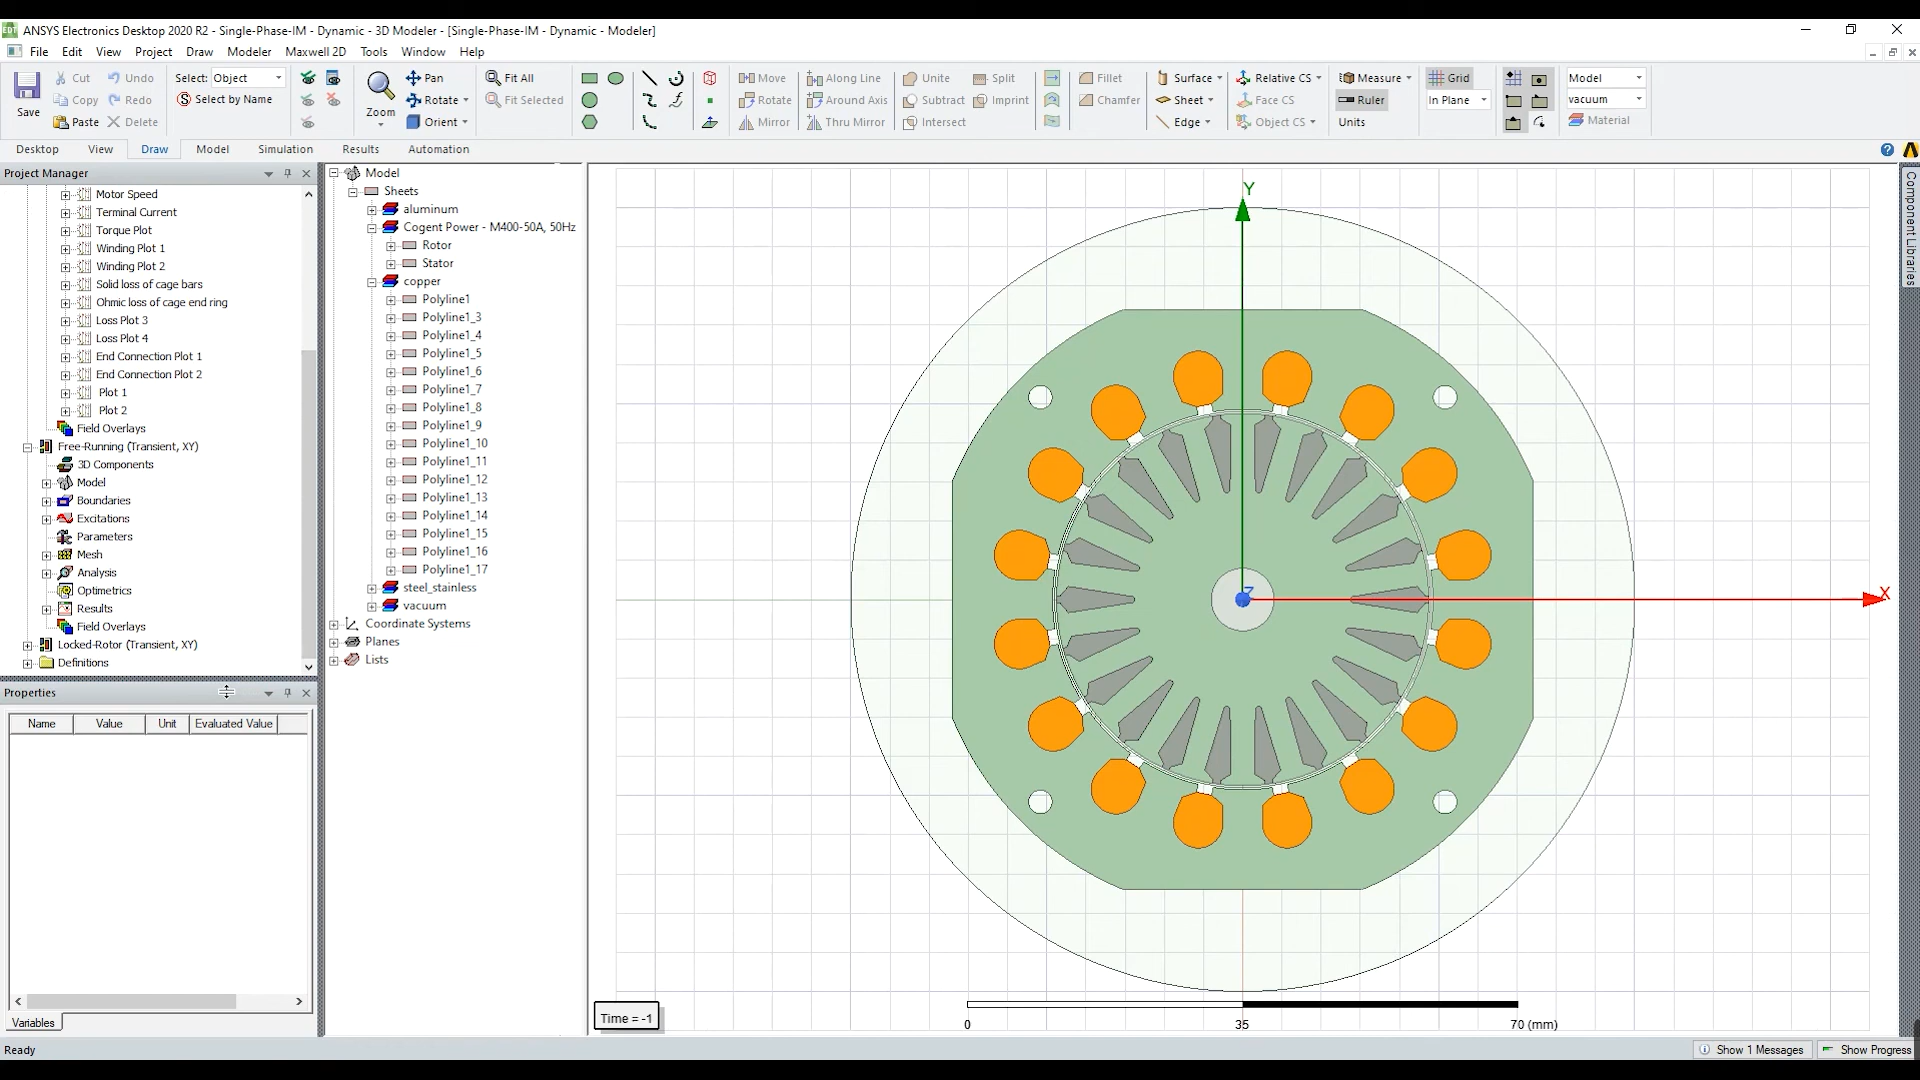 ANSYS Electronics Desktop 2020 R2 - Single-Phase-IM - Dynamic - 3D Modeler - [Single-Phase-IM - Dynamic - Modeler]
File Edit View Project Draw Modeler Maxwell 2D Tools Window Help
Save
Cut Undo
Copy Redo
Paste Delete
Select: Object
Select by Name
Zoom
Pan
Rotate
Orient
Fit All
Fit Selected
Move Along Line
Rotate Around Axis
Mirror Thru Mirror
Unite Split
Subtract Imprint
Intersect
Fillet
Chamfer
Surface
Sheet
Edge
Relative CS
Face CS
Object CS
Measure
Ruler
Units
Grid
In Plane
Model
vacuum
Material
Desktop View Draw Model Simulation Results Automation
Project Manager
Motor Speed
Terminal Current
Torque Plot
Winding Plot 1
Winding Plot 2
Solid loss of cage bars
Ohmic loss of cage end ring
Loss Plot 3
Loss Plot 4
End Connection Plot 1
End Connection Plot 2
Plot 1
Plot 2
Field Overlays
Free-Running (Transient, XY)
3D Components
Model
Boundaries
Excitations
Parameters
Mesh
Analysis
Optimetrics
Results
Field Overlays
Locked-Rotor (Transient, XY)
Definitions
Properties
Name Value Unit Evaluated Value
Variables
Model
Sheets
aluminum
Cogent Power - M400-50A, 50Hz
Rotor
Stator
copper
Polyline1
Polyline1_3
Polyline1_4
Polyline1_5
Polyline1_6
Polyline1_7
Polyline1_8
Polyline1_9
Polyline1_10
Polyline1_11
Polyline1_12
Polyline1_13
Polyline1_14
Polyline1_15
Polyline1_16
Polyline1_17
steel_stainless
vacuum
Coordinate Systems
Planes
Lists
Y
Z
X
Time = -1
0 35 70 (mm)
Component Libraries
Ready
Show 1 Messages Show Progress